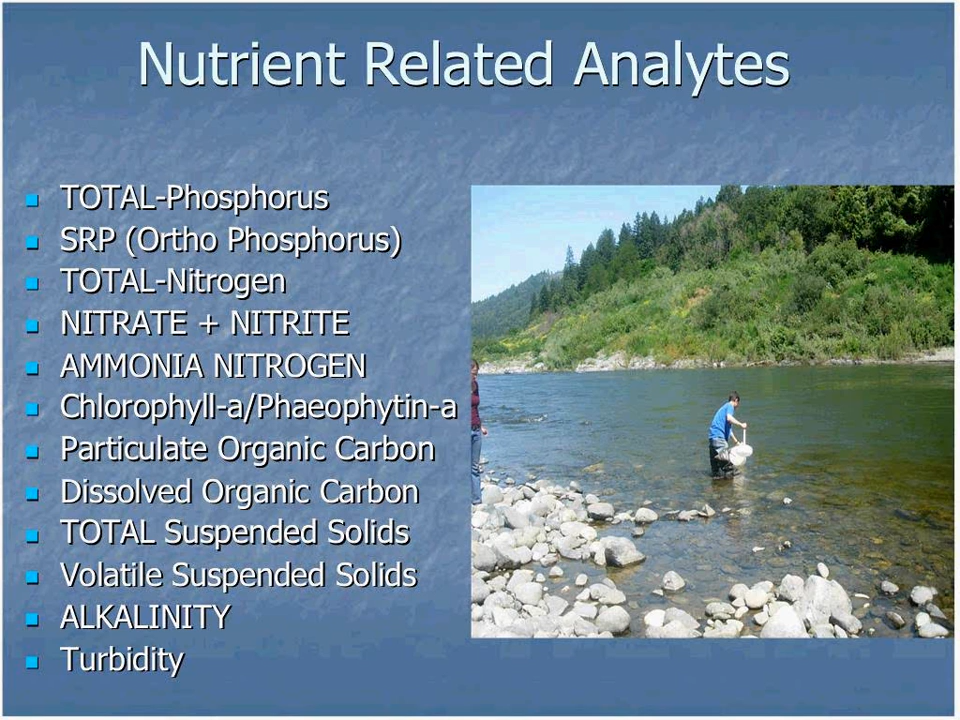 Nutrient Related Analytes
TOTAL-Phosphorus
SRP (Ortho Phosphorus)
TOTAL-Nitrogen
NITRATE + NITRITE
AMMONIA NITROGEN
Chlorophyll-a/Phaeophytin-a
Particulate Organic Carbon
Dissolved Organic Carbon
TOTAL Suspended Solids
Volatile Suspended Solids
ALKALINITY
Turbidity